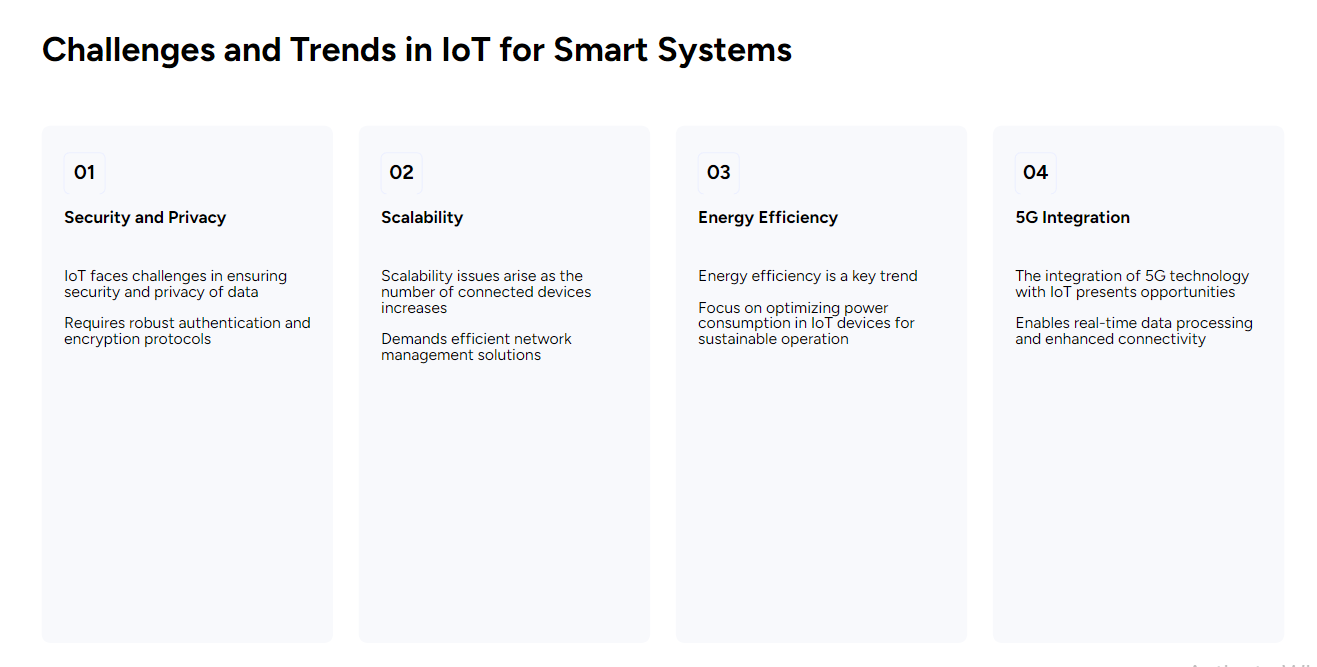 Challenges and Trends in IoT for Smart Systems
01
Security and Privacy
IoT faces challenges in ensuring
security and privacy of data
Requires robust authentication and
encryption protocols
02
Scalability
Scalability issues arise as the
number of connected devices
increases
Demands efficient network
management solutions
03
Energy Efficiency
Energy efficiency is a key trend
Focus on optimizing power
consumption in IoT devices for
sustainable operation
04
5G Integration
The integration of 5G technology
with IoT presents opportunities
Enables real-time data processing
and enhanced connectivity